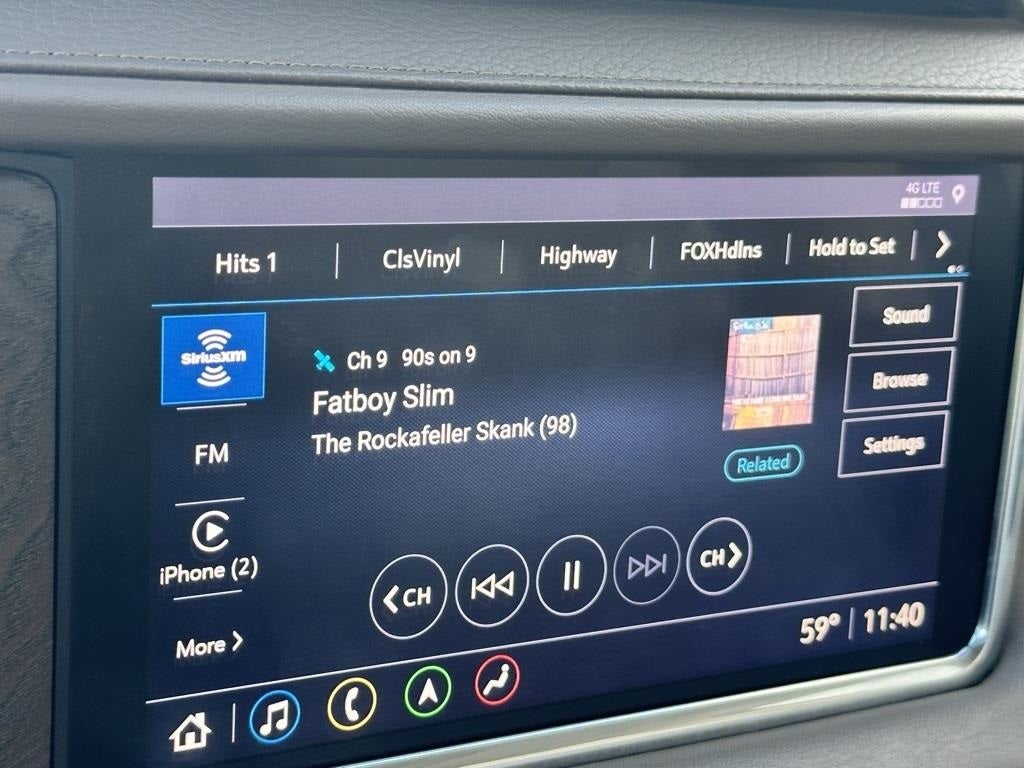 4G LTE
Hits 1
ClsVinyl
Highway
FOXHdlns
Hold to Set
SiriusXM
Ch 9 90s on 9
Fatboy Slim
The Rockafeller Skank (98)
Sound
Browse
Settings
Related
FM
iPhone (2)
More
CH
CH
59° 11:40